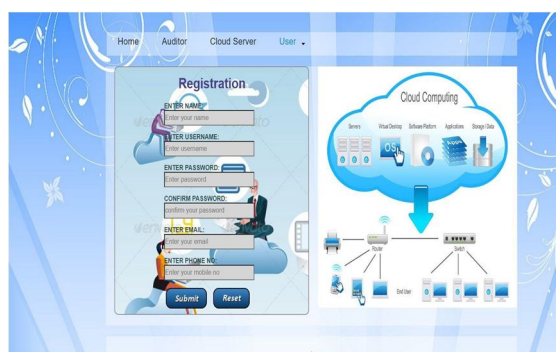 Home Auditor Cloud Server User
Registration
ENTER NAME:
Enter your name
ENTER USERNAME:
Enter username
ENTER PASSWORD:
Enter password
CONFIRM PASSWORD:
confirm your password
ENTER EMAIL:
Enter your email
ENTER PHONE NO:
Enter your mobile no
Submit Reset
Cloud Computing
Servers Virtual Desktop Software Platform Applications Storage / Data
OS
Router Switch
End User